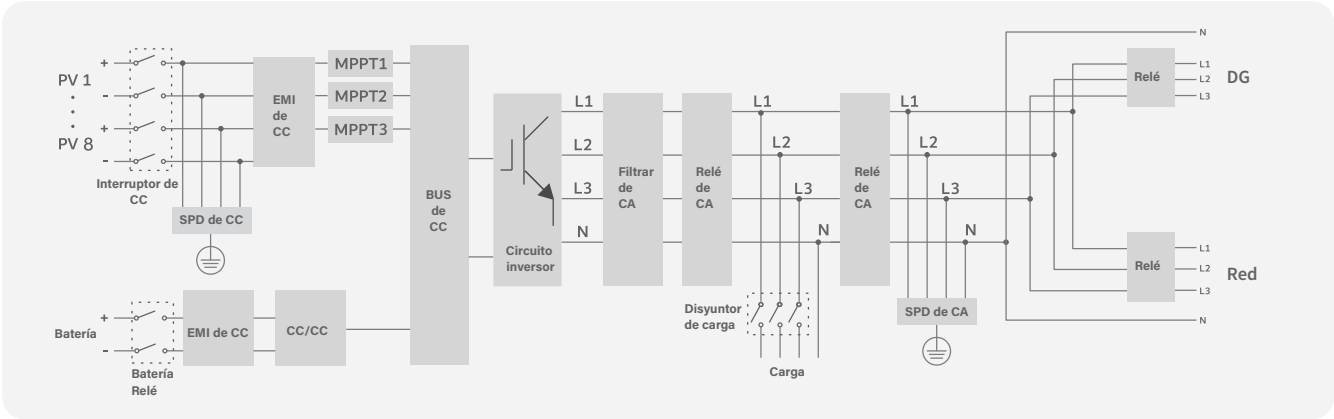 PV 1
+
-
PV 8
+
-
Interruptor de
CC
SPD de CC
EMI
de
CC
MPPT1
MPPT2
MPPT3
Batería
+
-
Batería
Relé
EMI de CC
CC/CC
BUS
de
CC
Circuito
inversor
L1
L2
L3
N
Filtrar
de
CA
Relé
de
CA
L1
L2
L3
N
Disyuntor
de carga
Carga
Relé
de
CA
L1
L2
L3
N
SPD de CA
N
Relé
L1
L2
L3
DG
Relé
L1
L2
L3
Red
N